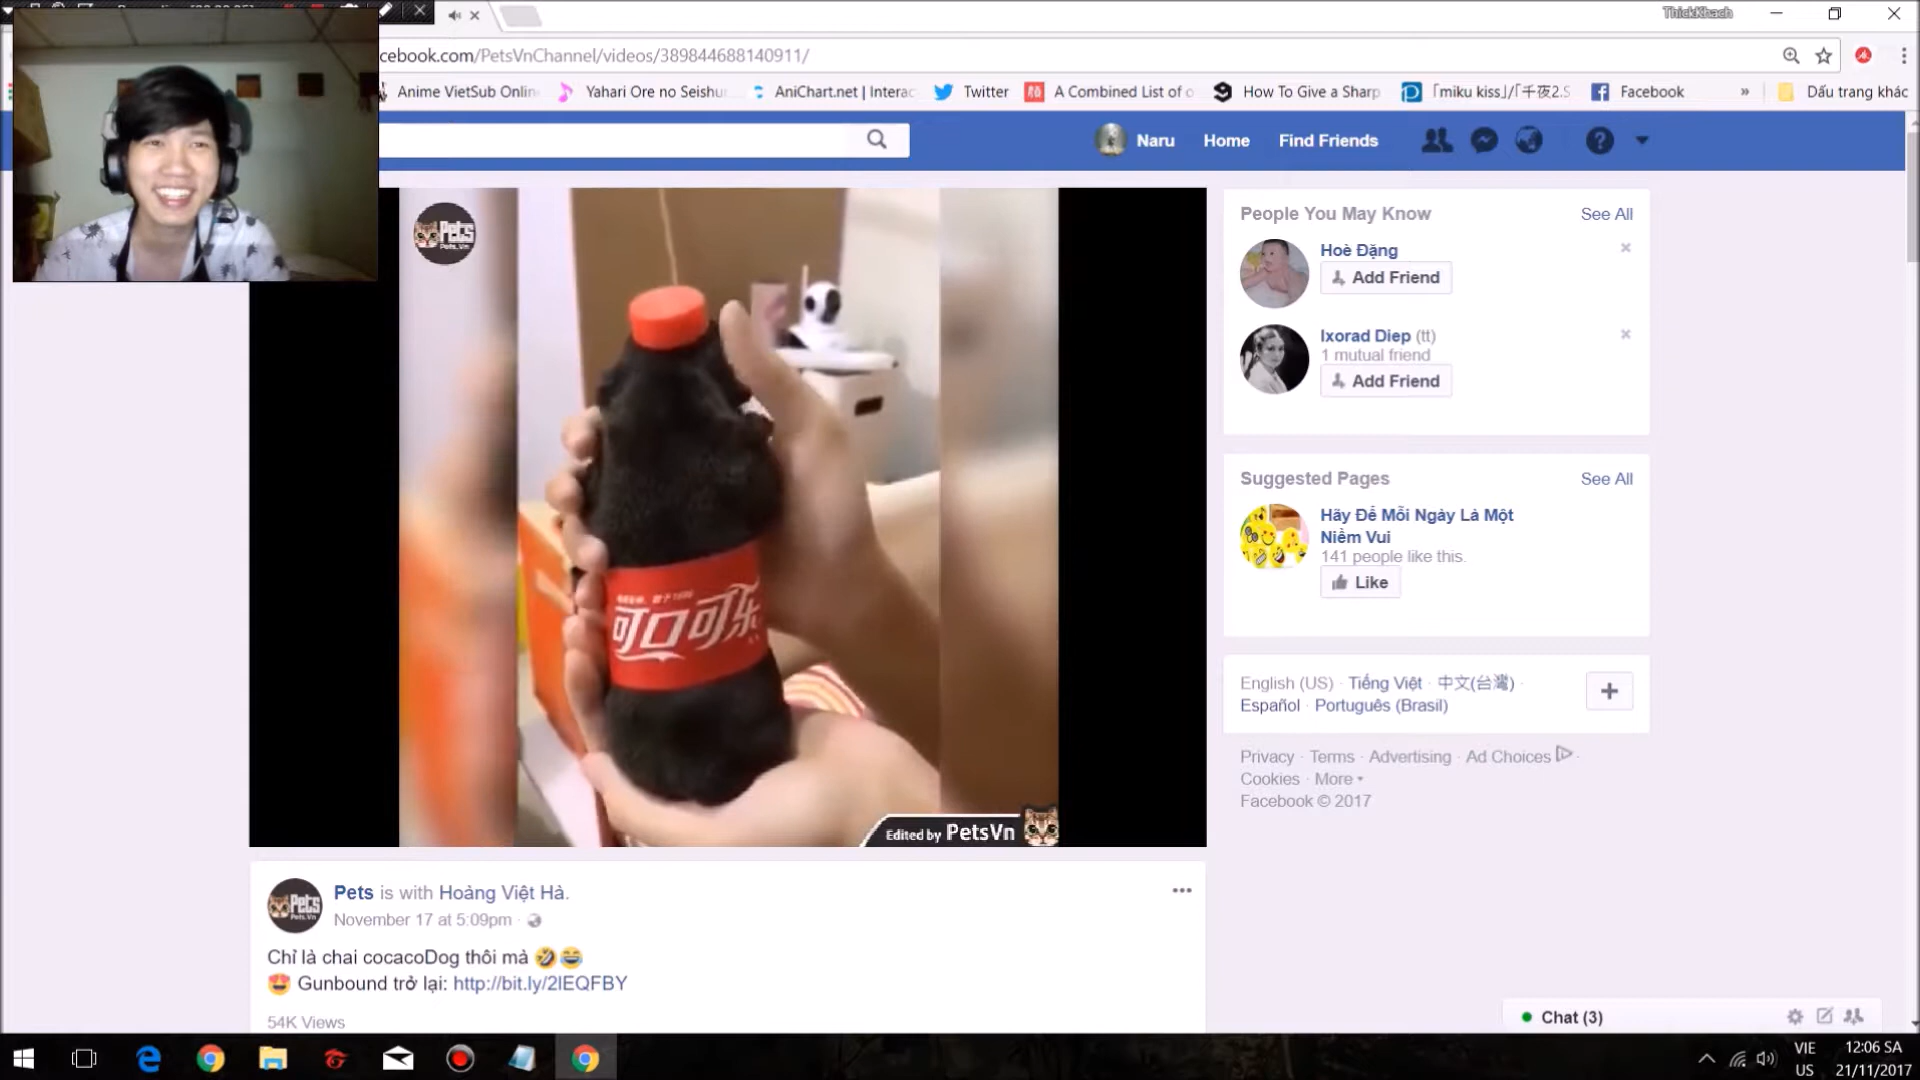 ThickKhach
cebook.com/PetsVnChannel/videos/389844688140911/
Anime VietSub Onlin
Yahari Ore no Seishu
AniChart.net | Interac
Twitter
A Combined List of o
How To Give a Sharp
「miku kiss」/「千夜2.S
Facebook
»
Dấu trang khác
Naru
Home
Find Friends
Pets
Pets.Vn
可口可乐
Edited by PetsVn
People You May Know
See All
Hoè Đặng
Add Friend
Ixorad Diep (tt)
1 mutual friend
Add Friend
Suggested Pages
See All
Hãy Để Mỗi Ngày Là Một
Niềm Vui
141 people like this.
Like
English (US) · Tiếng Việt · 中文(台灣) ·
Español · Português (Brasil)
Privacy · Terms · Advertising · Ad Choices ·
Cookies · More
Facebook © 2017
Pets is with Hoàng Việt Hà.
November 17 at 5:09pm ·
Chỉ là chai cocacoDog thôi mà 🤣😂
😍 Gunbound trở lại: http://bit.ly/2lEQFBY
54K Views
Chat (3)
VIE
US
12:06 SA
21/11/2017